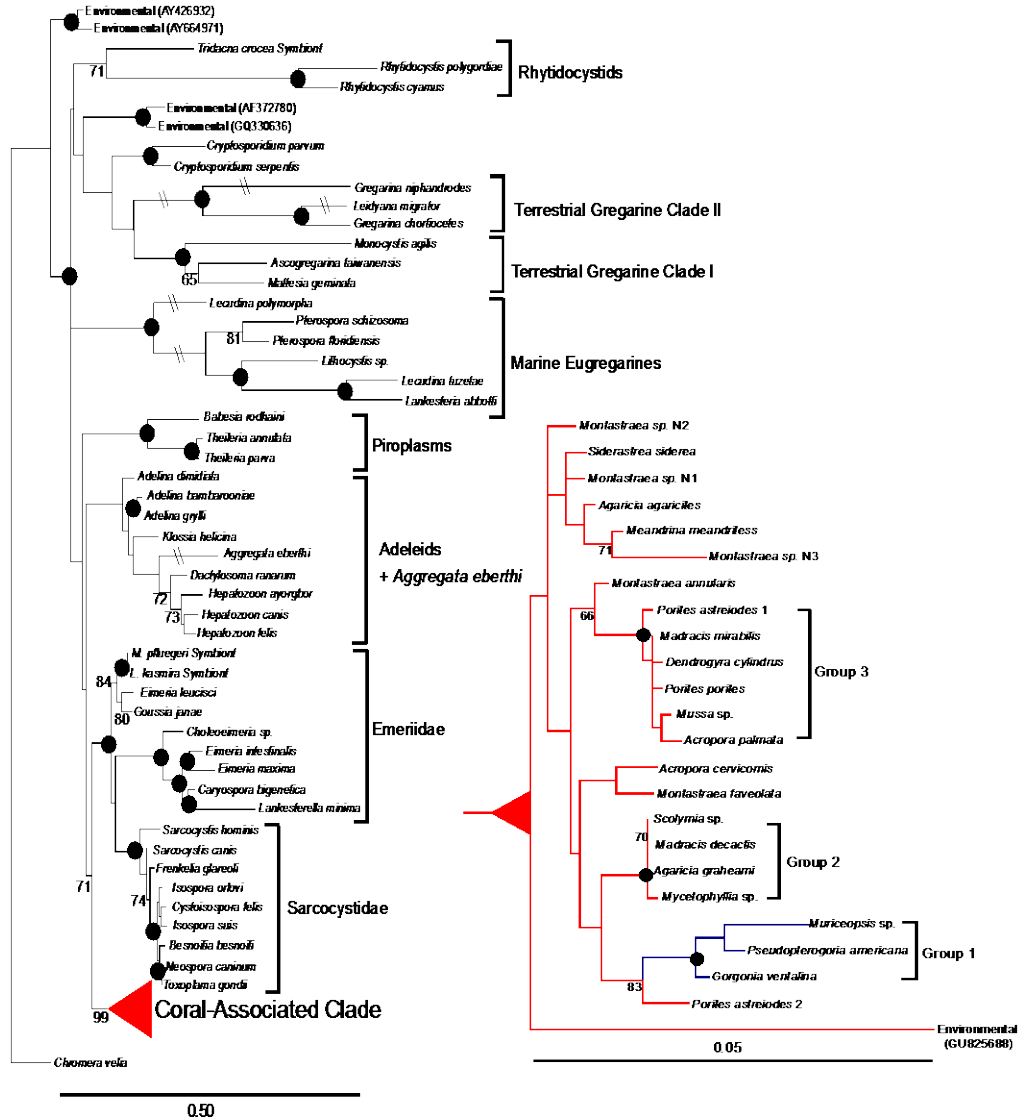 Environmental (AY426932)
Environmental (AY664971)
Tridacna crocea Symbiont
71
Rhytidocystis polygordiae
Rhytidocystis cyamus
Rhytidocystids
Environmental (AF372780)
Environmental (GQ330636)
Cryptosporidium parvum
Cryptosporidium serpentis
Gregarina niphandrodes
Leidyana migrator
Gregarina chortiocetes
Terrestrial Gregarine Clade II
Monocystis agilis
Ascogregarina taiwanensis
65
Mattesia geminata
Terrestrial Gregarine Clade I
Lecudina polymorpha
Pterospora schizosoma
81
Pterospora floridiensis
Lithocystis sp.
Lecudina tuzetae
Lankesteria abbotti
Marine Eugregarines
Babesia rodhaini
Theileria annulata
Theileria parva
Piroplasms
Adelina dimidiata
Adelina bambarooniae
Adelina grylli
Klossia helicina
Aggregata eberthi
Dactylosoma ranarum
72
Hepatozoon ayorgbor
73
Hepatozoon canis
Hepatozoon felis
Adeleids
+ Aggregata eberthi
M. pfluegeri Symbiont
84
L. kasmira Symbiont
Eimeria leucisci
80
Goussia janae
Choleoeimeria sp.
Eimeria intestinalis
Eimeria maxima
Caryospora bigenetica
Lankesterella minima
Emeriidae
Sarcocystis hominis
Sarcocystis canis
Frenkelia glareoli
71
74
Isospora orlovi
Cystoisospora felis
Isospora suis
Besnoitia besnoiti
Neospora caninum
Toxoplama gondii
Sarcocystidae
99
Coral-Associated Clade
Chromera velia
0.50
Montastraea sp. N2
Siderastrea siderea
Montastraea sp. N1
Agaricia agaricites
Meandrina meandritess
71
Montastraea sp. N3
Montastraea annularis
66
Porites astreiodes 1
Madracis mirabilis
Dendrogyra cylindrus
Porites porites
Mussa sp.
Acropora palmata
Group 3
Acropora cervicornis
Montastraea faveolata
Scolymia sp.
70
Madracis decactis
Agaricia grahearni
Mycetophyllia sp.
Group 2
Muriceopsis sp.
Pseudopterogoria americana
Gorgonia ventalina
Group 1
83
Porites astreiodes 2
Environmental
(GU825688)
0.05